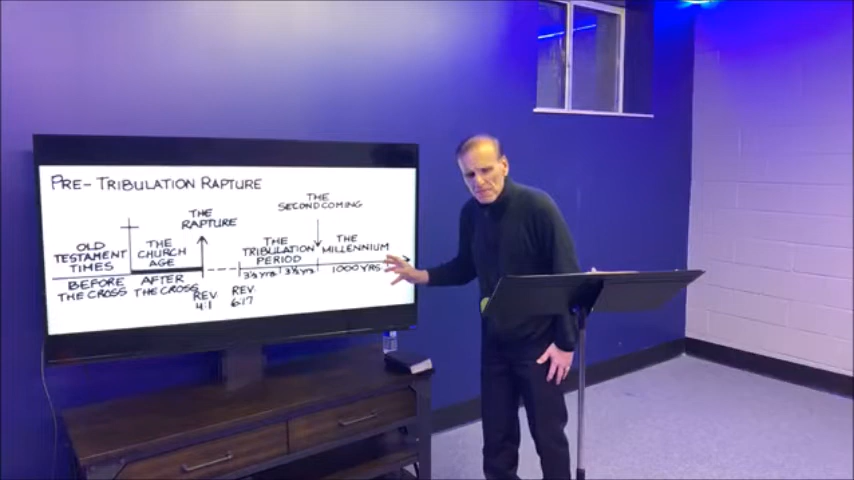 PRE-TRIBULATION RAPTURE
THE
SECOND COMING
THE
RAPTURE
OLD
TESTAMENT
TIMES
THE
CHURCH
AGE
THE
TRIBULATION
PERIOD
THE
MILLENNIUM
3½ YRS 3½ YRS
1000 YRS
BEFORE
THE CROSS
AFTER
THE CROSS
REV
4:1
REV
6:17